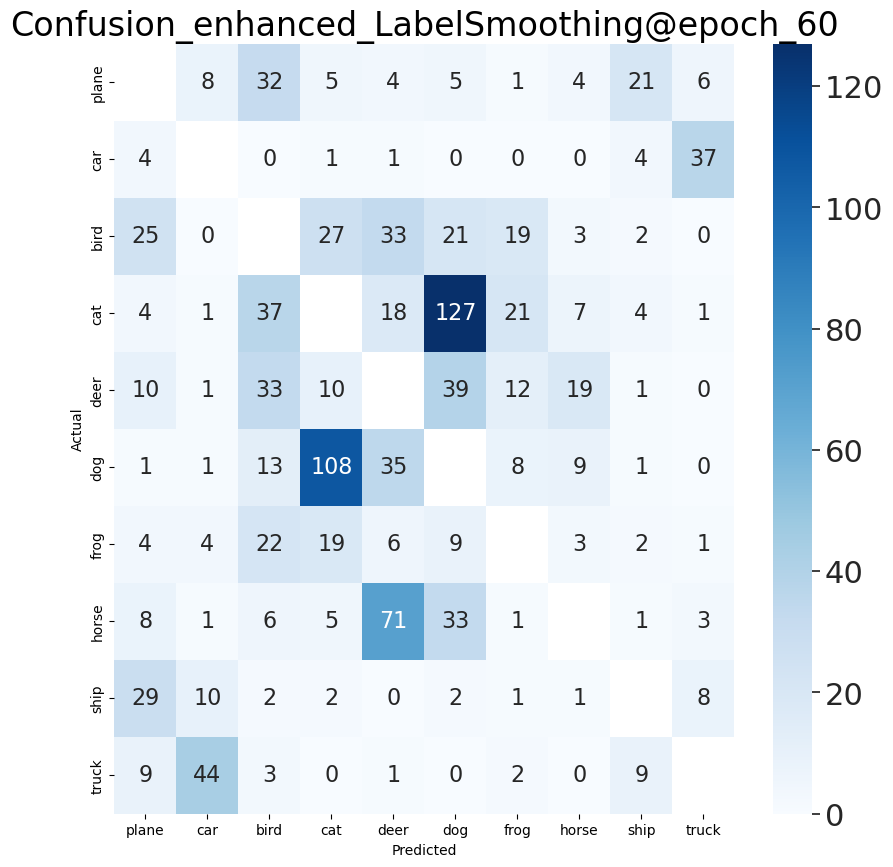 Confusion_enhanced_LabelSmoothing@epoch_60
plane 8 32 5 4 5 1 4 21 6
car 4 0 1 1 0 0 0 4 37
bird 25 0 27 33 21 19 3 2 0
cat 4 1 37 18 127 21 7 4 1
deer 10 1 33 10 39 12 19 1 0
Actual
dog 1 1 13 108 35 8 9 1 0
frog 4 4 22 19 6 9 3 2 1
horse 8 1 6 5 71 33 1 1 3
ship 29 10 2 2 0 2 1 1 8
truck 9 44 3 0 1 0 2 0 9
plane car bird cat deer dog frog horse ship truck
Predicted
120
100
80
60
40
20
0